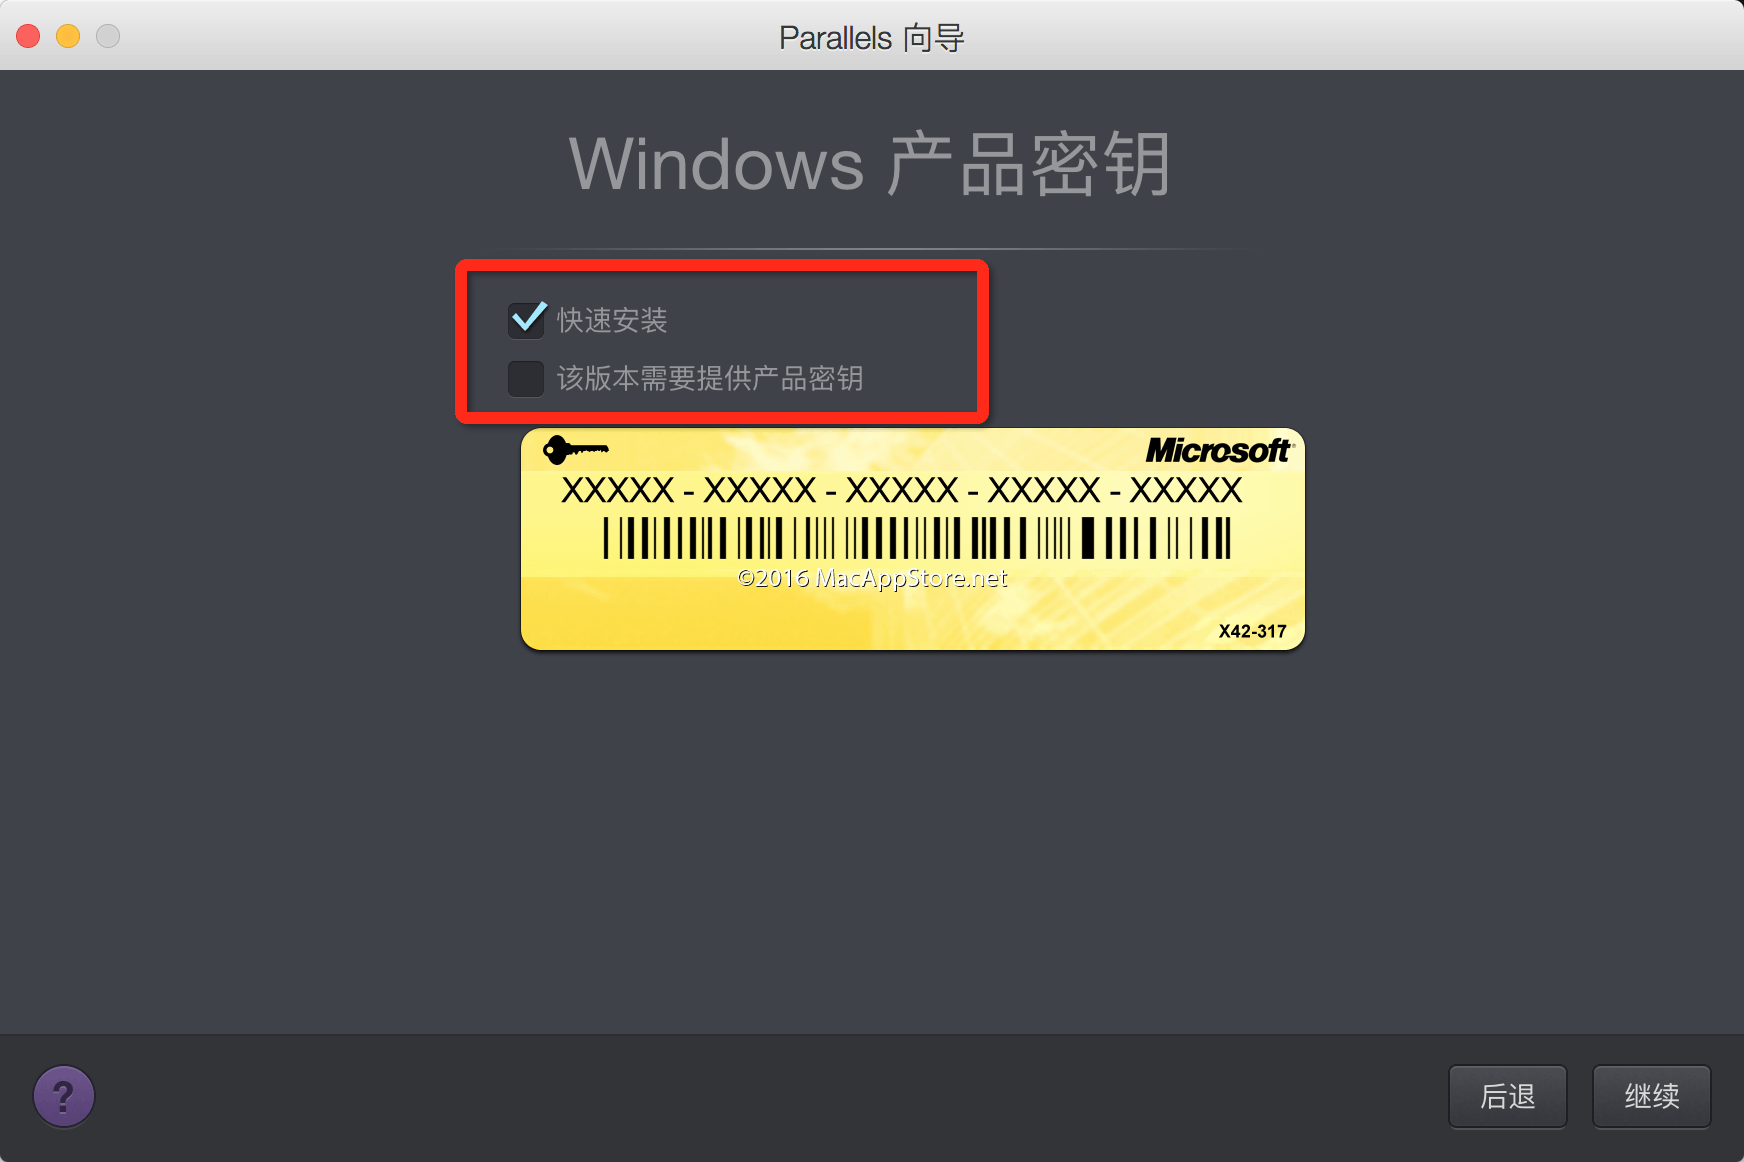 Parallels 向导
Windows 产品密钥
快速安装
该版本需要提供产品密钥
Microsoft®
XXXXX - XXXXX - XXXXX - XXXXX - XXXXX
©2016 MacAppStore.net
X42-317
?
后退
继续